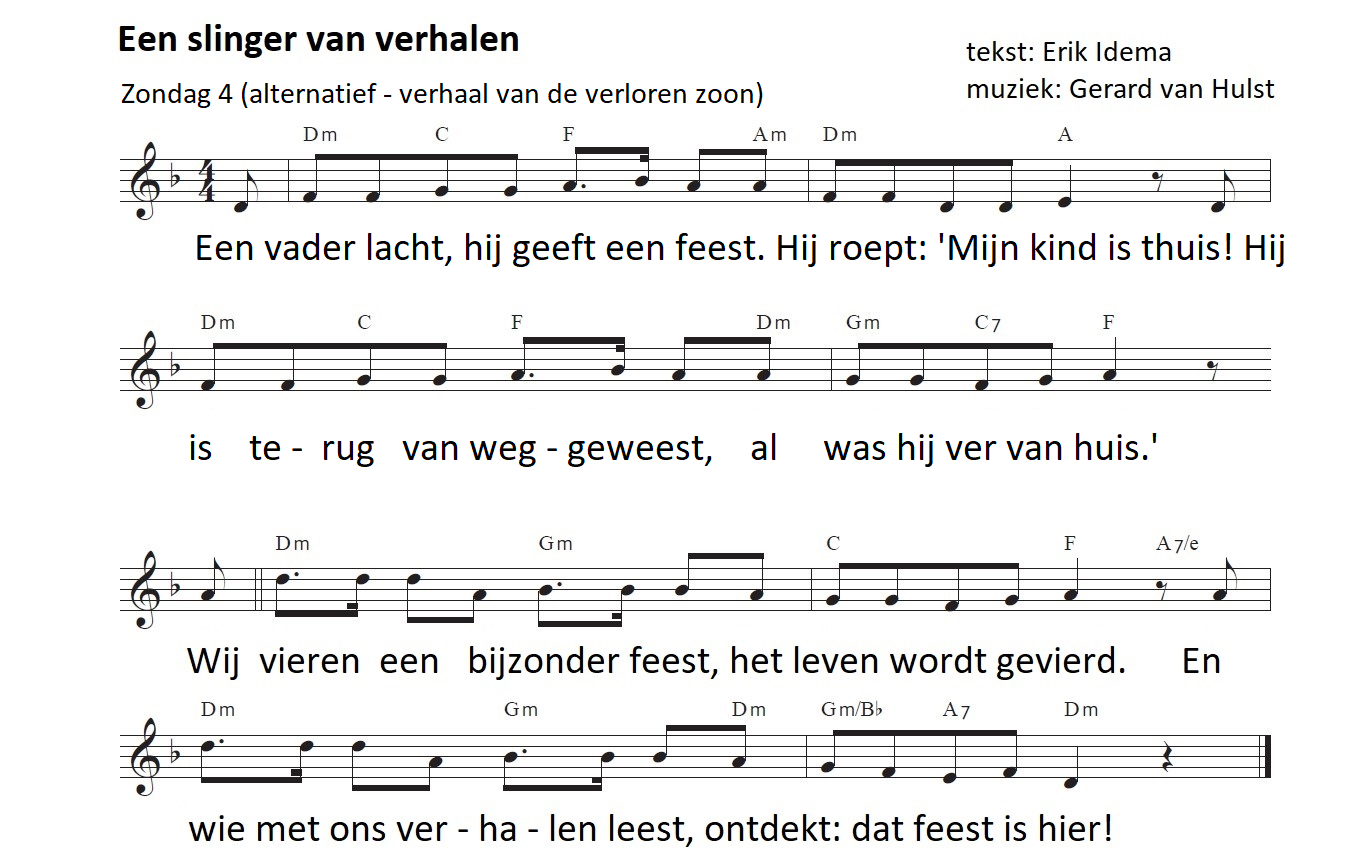 Een slinger van verhalen
tekst: Erik Idema
Zondag 4 (alternatief - verhaal van de verloren zoon)
muziek: Gerard van Hulst
Dm C F Am Dm A
4
4
Een vader lacht, hij geeft een feest. Hij roept: 'Mijn kind is thuis! Hij
Dm C F Dm Gm C7 F
is te - rug van weg - geweest, al was hij ver van huis.'
Dm Gm C F A7/e
Wij vieren een bijzonder feest, het leven wordt gevierd. En
Dm Gm Dm Gm/B♭ A7 Dm
wie met ons ver - ha - len leest, ontdekt: dat feest is hier!